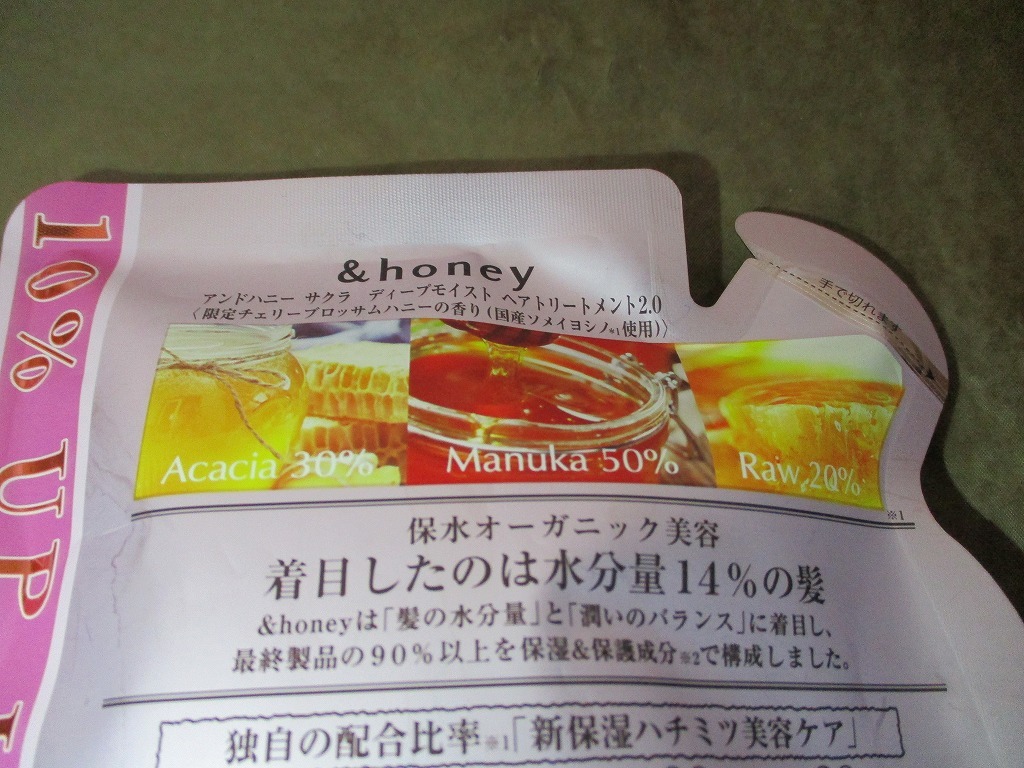 &honey
アンドハニー サクラ ディープモイスト ヘアトリートメント2.0
〈限定チェリーブロッサムハニーの香り(国産ソメイヨシノ※1使用)〉
手で切れます
Acacia 30%
Manuka 50%
Raw 20%
※1
保水オーガニック美容
着目したのは水分量14%の髪
&honeyは「髪の水分量」と「潤いのバランス」に着目し、
最終製品の90%以上を保湿&保護成分※2で構成しました。
独自の配合比率※1「新保湿ハチミツ美容ケア」
10% UP